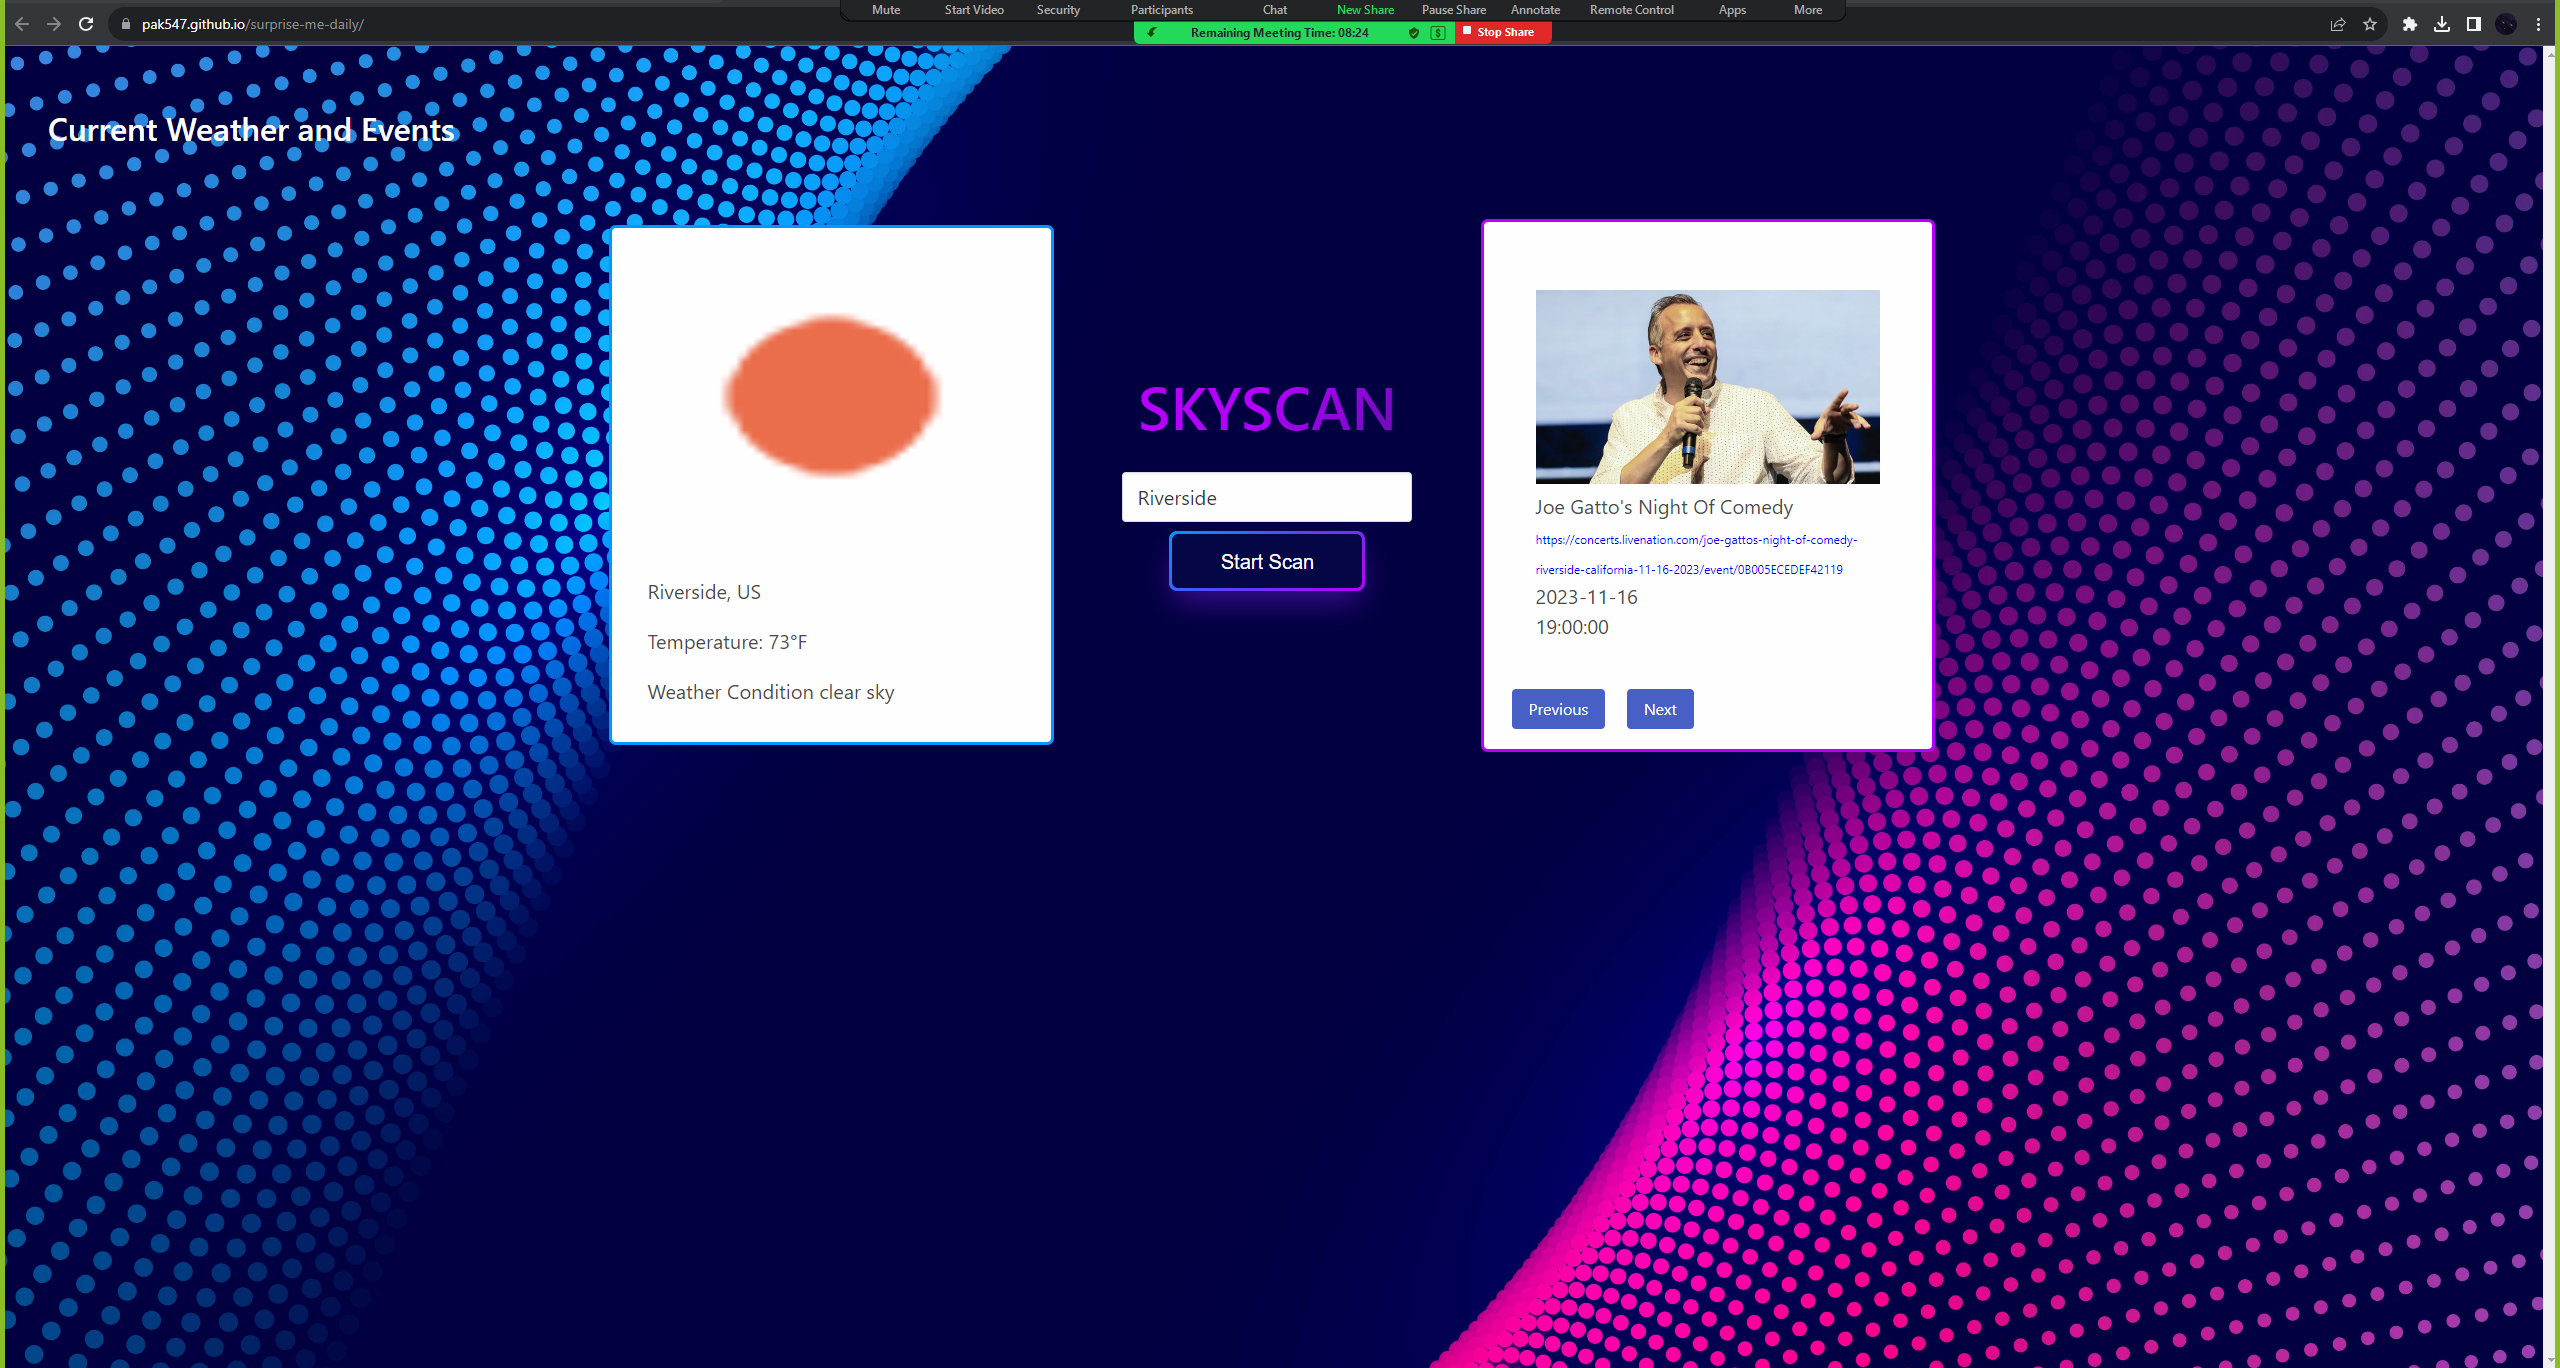 Mute Start Video Security Participants Chat New Share Pause Share Annotate Remote Control Apps More
pak547.github.io/surprise-me-daily/
Remaining Meeting Time: 08:24 Stop Share
Current Weather and Events
Riverside, US
Temperature: 73°F
Weather Condition clear sky
SKYSCAN
Riverside
Start Scan
Joe Gatto's Night Of Comedy
https://concerts.livenation.com/joe-gattos-night-of-comedy-
riverside-california-11-16-2023/event/0B005ECEDEF42119
2023-11-16
19:00:00
Previous Next